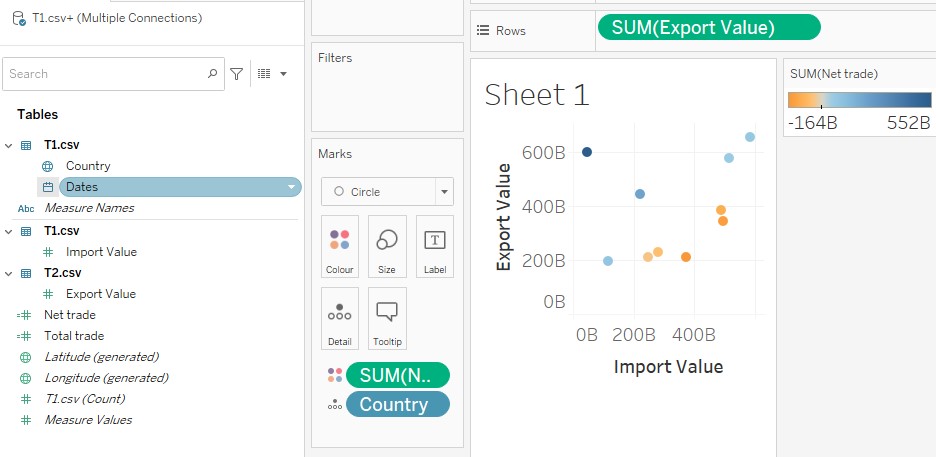 T1.csv+ (Multiple Connections)
Search
Tables
T1.csv
Country
Dates
Abc Measure Names
T1.csv
Import Value
T2.csv
Export Value
Net trade
Total trade
Latitude (generated)
Longitude (generated)
T1.csv (Count)
Measure Values
Filters
Marks
Circle
Colour Size Label
T
Detail Tooltip
SUM(N..
Country
Rows SUM(Export Value)
Sheet 1
Export Value
600B
400B
200B
0B
0B 200B 400B
Import Value
SUM(Net trade)
-164B 552B